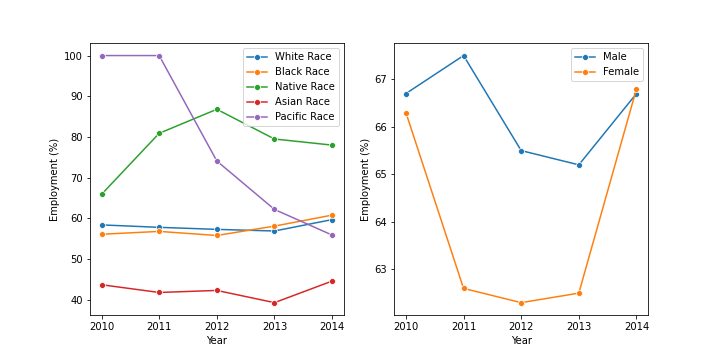 100
90
80
70
60
50
40
Employment (%)
2010 2011 2012 2013 2014
Year
White Race
Black Race
Native Race
Asian Race
Pacific Race
67
66
65
64
63
Employment (%)
2010 2011 2012 2013 2014
Year
Male
Female